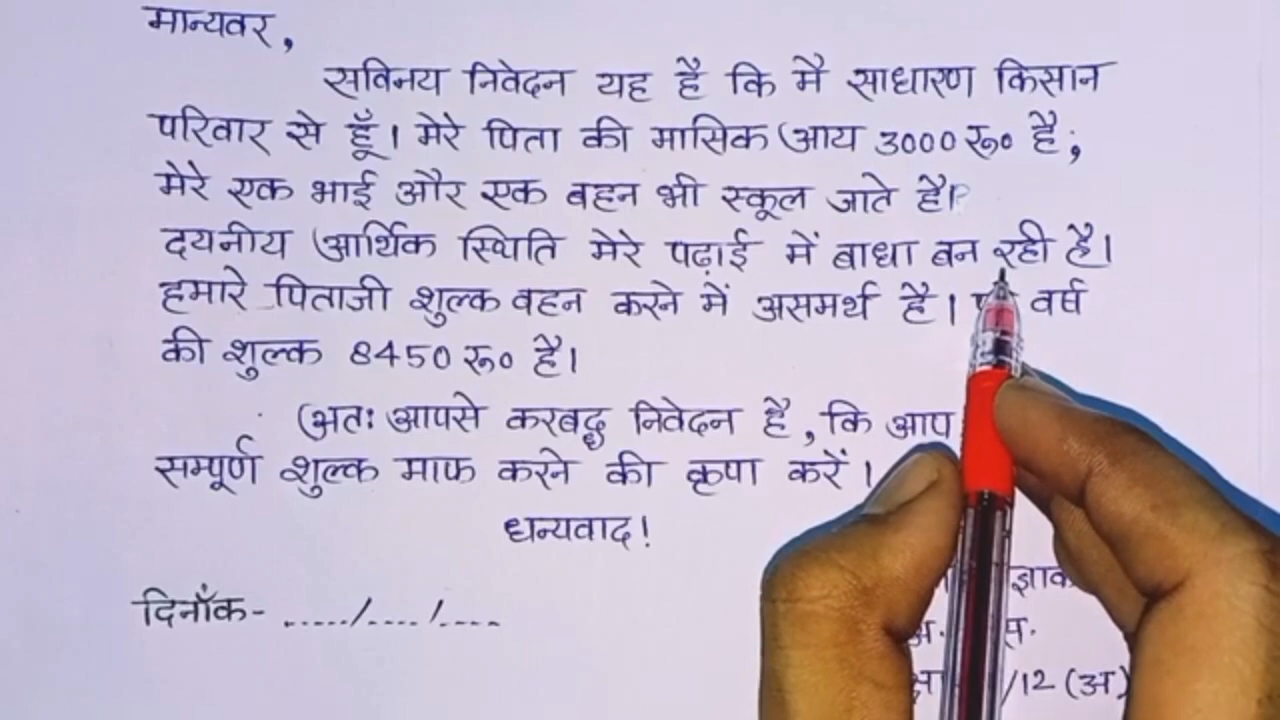 मान्यवर,
सविनय निवेदन यह है कि मै साधारण किसान
परिवार से हूँ। मेरे पिता की मासिक आय 3000 रू० है;
मेरे एक भाई और एक बहन भी स्कूल जाते है।
दयनीय आर्थिक स्थिति मेरे पढ़ाई में बाधा बन रही है।
हमारे पिताजी शुल्क वहन करने में असमर्थ है। वर्ष
की शुल्क 8450 रू० है।
अतः आपसे करबद्ध निवेदन है, कि आप
सम्पूर्ण शुल्क माफ करने की कृपा करें।
धन्यवाद!
दिनाँक- ...../..../....
/12 (अ)